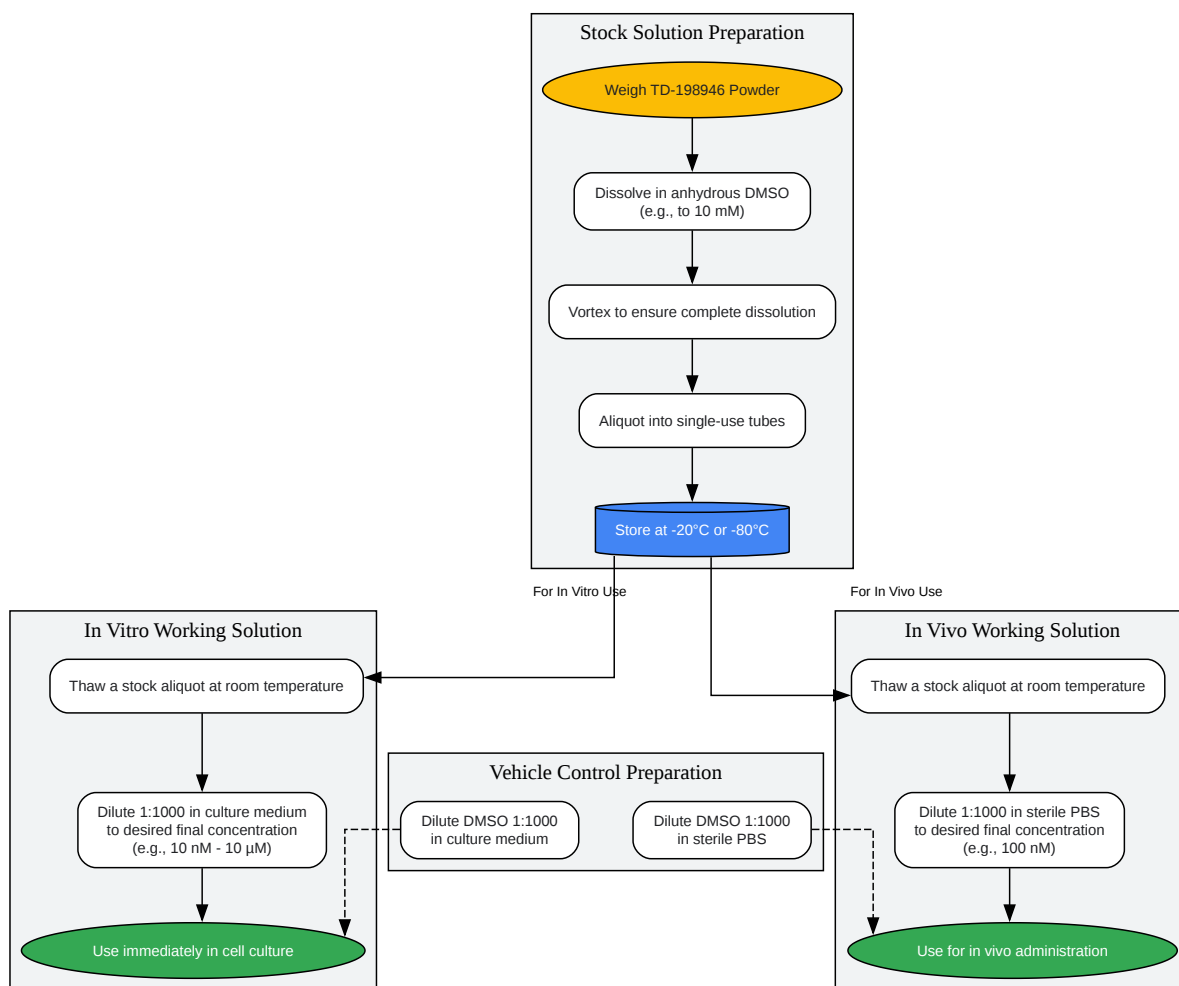 Stock Solution Preparation
Weigh TD-198946 Powder
Dissolve in anhydrous DMSO
(e.g., to 10 mM)
Vortex to ensure complete dissolution
Aliquot into single-use tubes
Store at -20°C or -80°C
For In Vitro Use
For In Vivo Use
In Vitro Working Solution
Thaw a stock aliquot at room temperature
Dilute 1:1000 in culture medium
to desired final concentration
(e.g., 10 nM - 10 µM)
Use immediately in cell culture
Vehicle Control Preparation
Dilute DMSO 1:1000
in culture medium
Dilute DMSO 1:1000
in sterile PBS
In Vivo Working Solution
Thaw a stock aliquot at room temperature
Dilute 1:1000 in sterile PBS
to desired final concentration
(e.g., 100 nM)
Use for in vivo administration